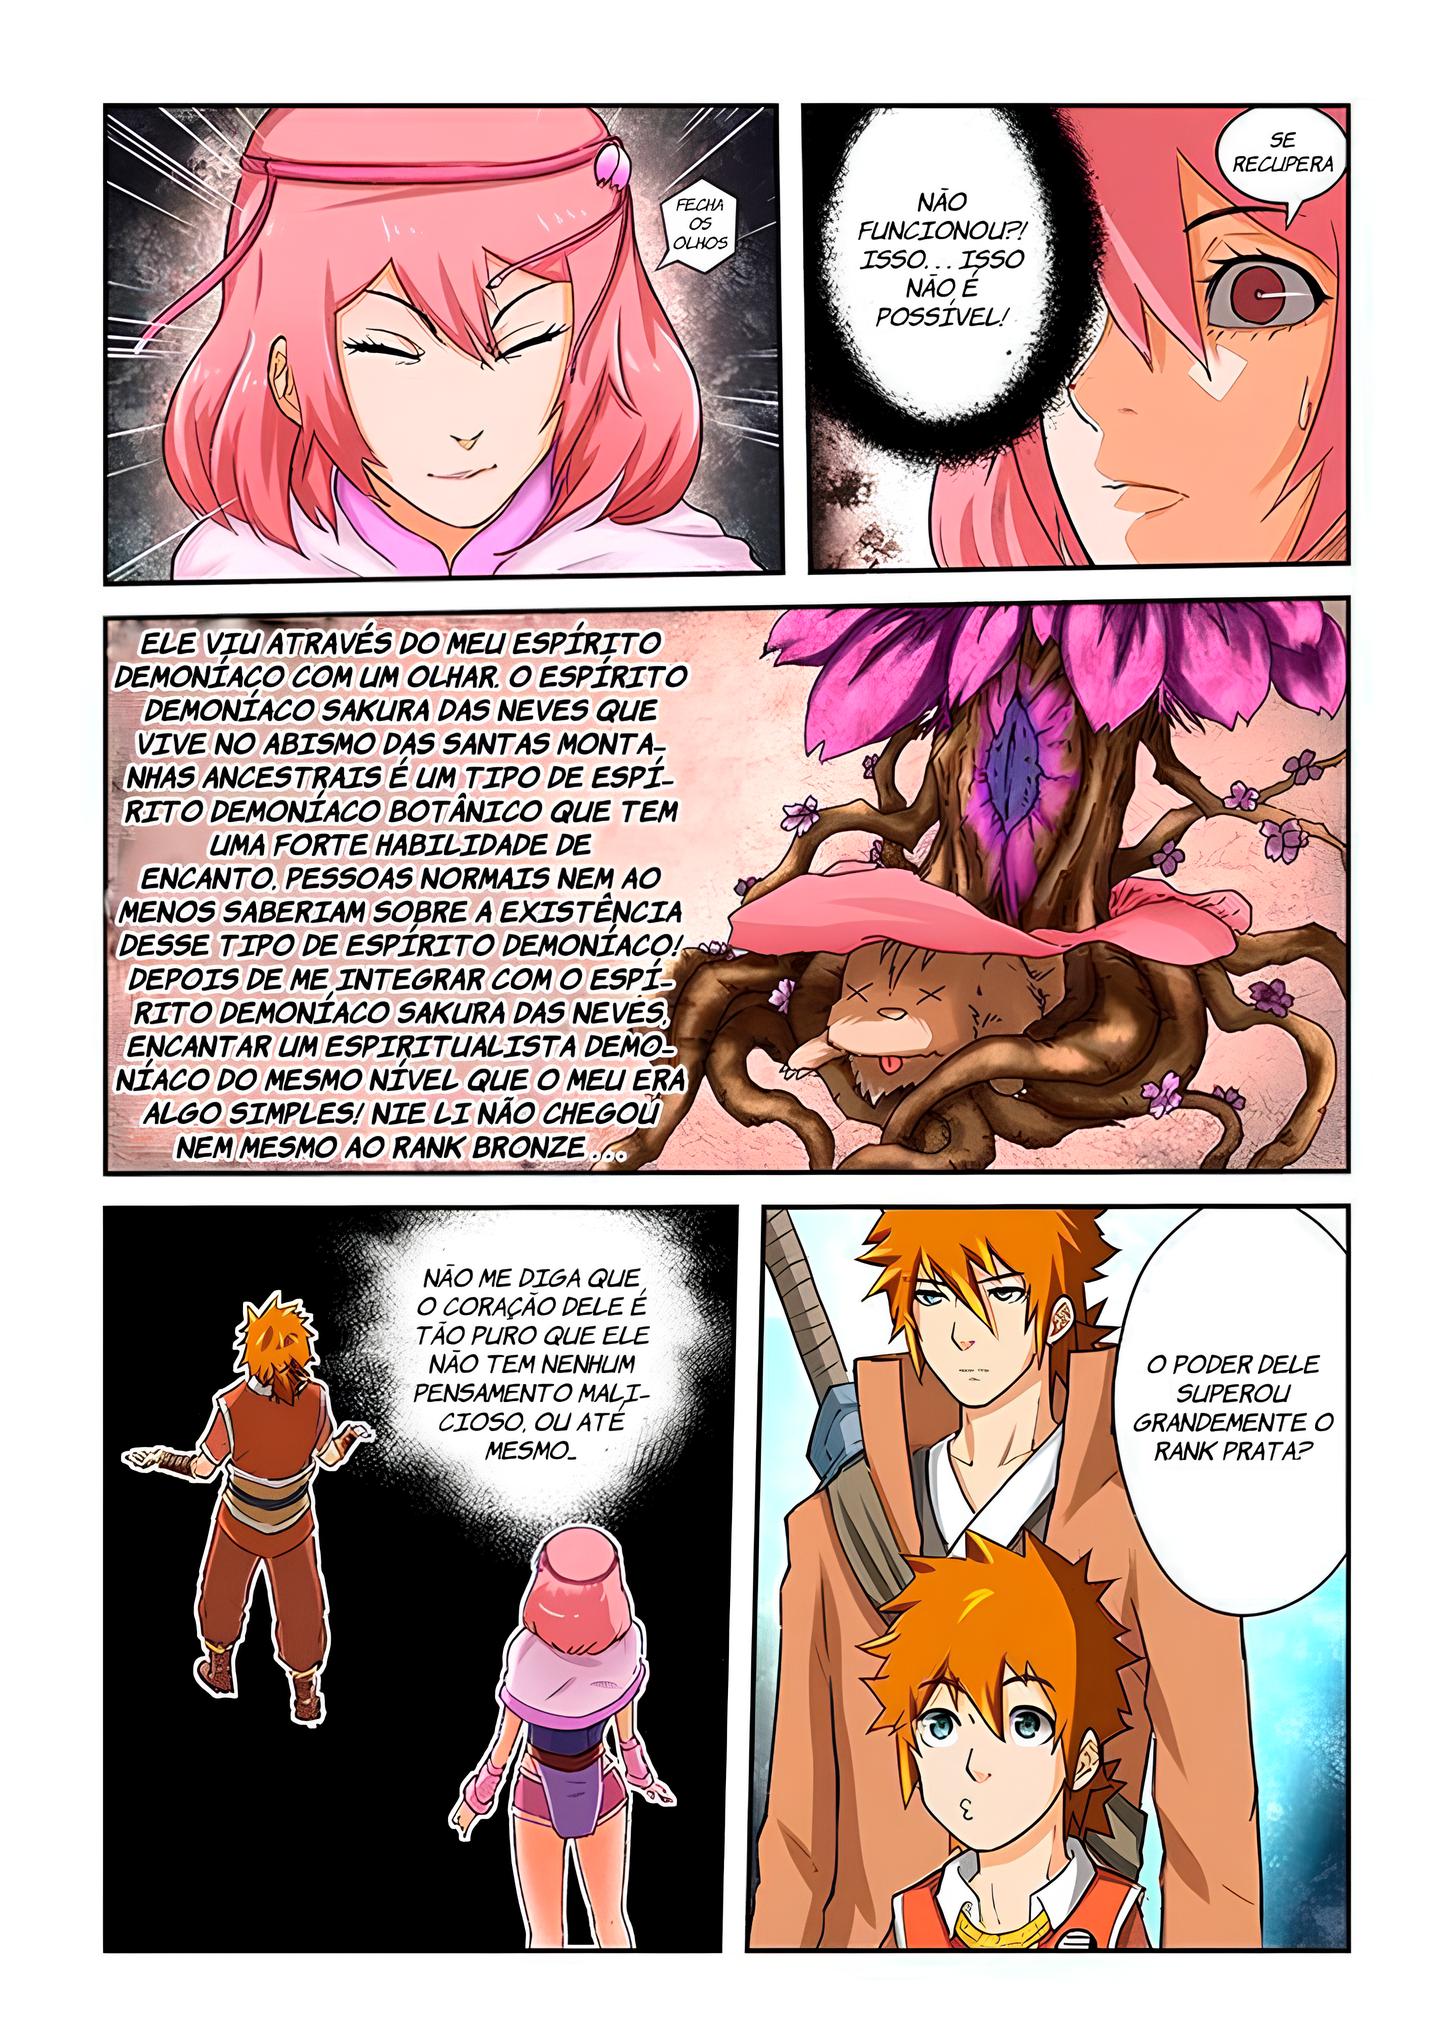 FECHA
OS
OLHOS
NÃO
FUNCIONOU?!
ISSO... ISSO
NÃO É
POSSÍVEL!
SE
RECUPERA
ELE VIU ATRAVÉS DO MEU ESPÍRITO
DEMONÍACO COM UM OLHAR. O ESPÍRITO
DEMONÍACO SAKURA DAS NEVES QUE
VIVE NO ABISMO DAS SANTAS MONTA-
NHAS ANCESTRAIS É UM TIPO DE ESPÍ-
RITO DEMONÍACO BOTÂNICO QUE TEM
UMA FORTE HABILIDADE DE
ENCANTO, PESSOAS NORMAIS NEM AO
MENOS SABERIAM SOBRE A EXISTÊNCIA
DESSE TIPO DE ESPÍRITO DEMONÍACO!
DEPOIS DE ME INTEGRAR COM O ESPÍ-
RITO DEMONÍACO SAKURA DAS NEVES,
ENCANTAR UM ESPIRITUALISTA DEMO-
NÍACO DO MESMO NÍVEL QUE O MEU ERA
ALGO SIMPLES! NIE LI NÃO CHEGOU
NEM MESMO AO RANK BRONZE...
NÃO ME DIGA QUE
O CORAÇÃO DELE É
TÃO PURO QUE ELE
NÃO TEM NENHUM
PENSAMENTO MALI-
CIOSO, OU ATÉ
MESMO_
O PODER DELE
SUPEROU
GRANDEMENTE O
RANK PRATA?